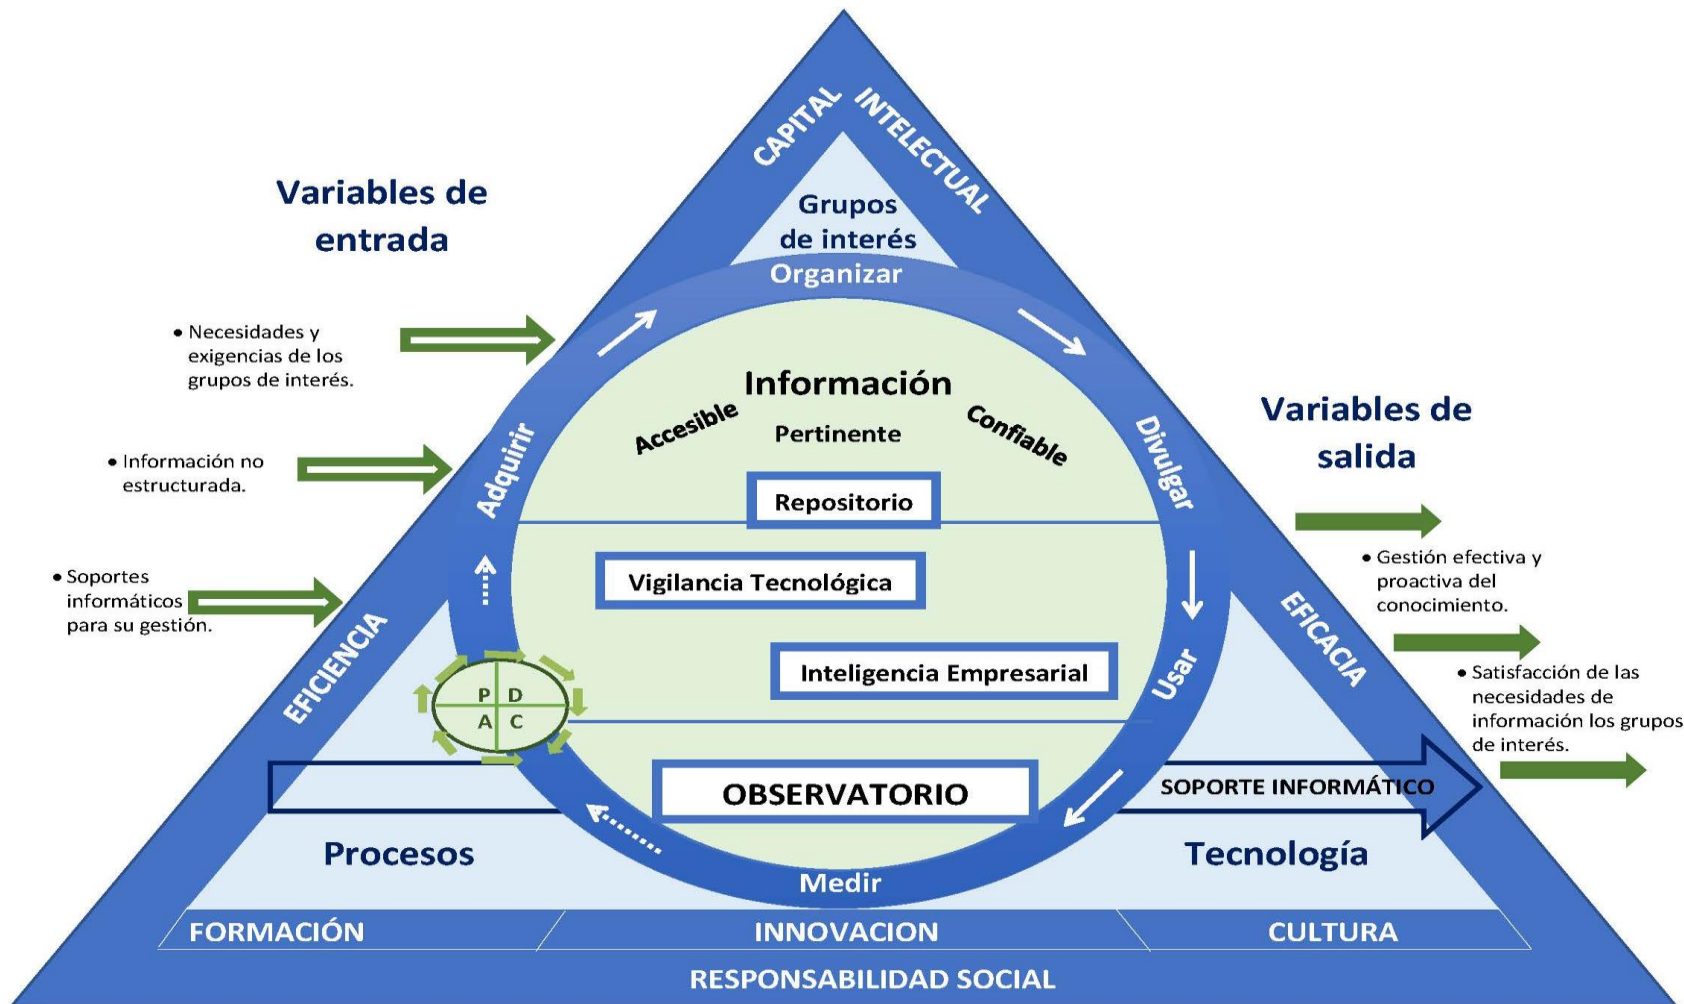 CAPITAL
INTELECTUAL
Variables de
entrada
Grupos
de interés
Organizar
• Necesidades y
exigencias de los
grupos de interés.
Información
Accesible
Pertinente
Confiable
Variables de
salida
Adquirir
Divulgar
• Información no
estructurada.
Repositorio
• Gestión efectiva y
proactiva del
conocimiento.
• Soportes
informáticos
para su gestión.
Vigilancia Tecnológica
EFICIENCIA
EFICACIA
Inteligencia Empresarial
Usar
• Satisfacción de las
necesidades de
información los grupos
de interés.
P D
A C
OBSERVATORIO
SOPORTE INFORMÁTICO
Procesos
Tecnología
Medir
FORMACIÓN
INNOVACION
CULTURA
RESPONSABILIDAD SOCIAL